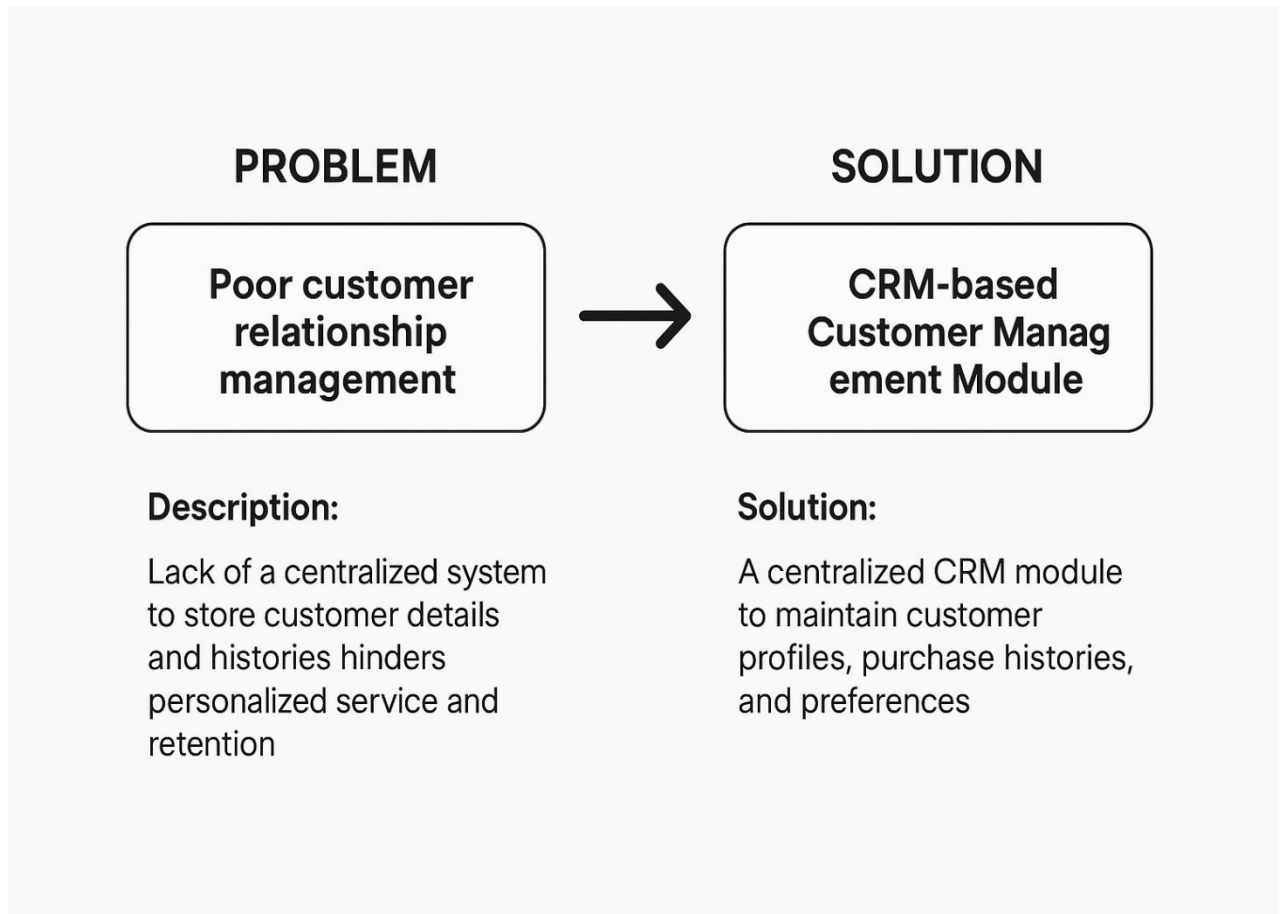 PROBLEM
Poor customer
relationship
management
Description:
Lack of a centralized system
to store customer details
and histories hinders
personalized service and
retention
SOLUTION
CRM-based
Customer Manag
ement Module
Solution:
A centralized CRM module
to maintain customer
profiles, purchase histories,
and preferences